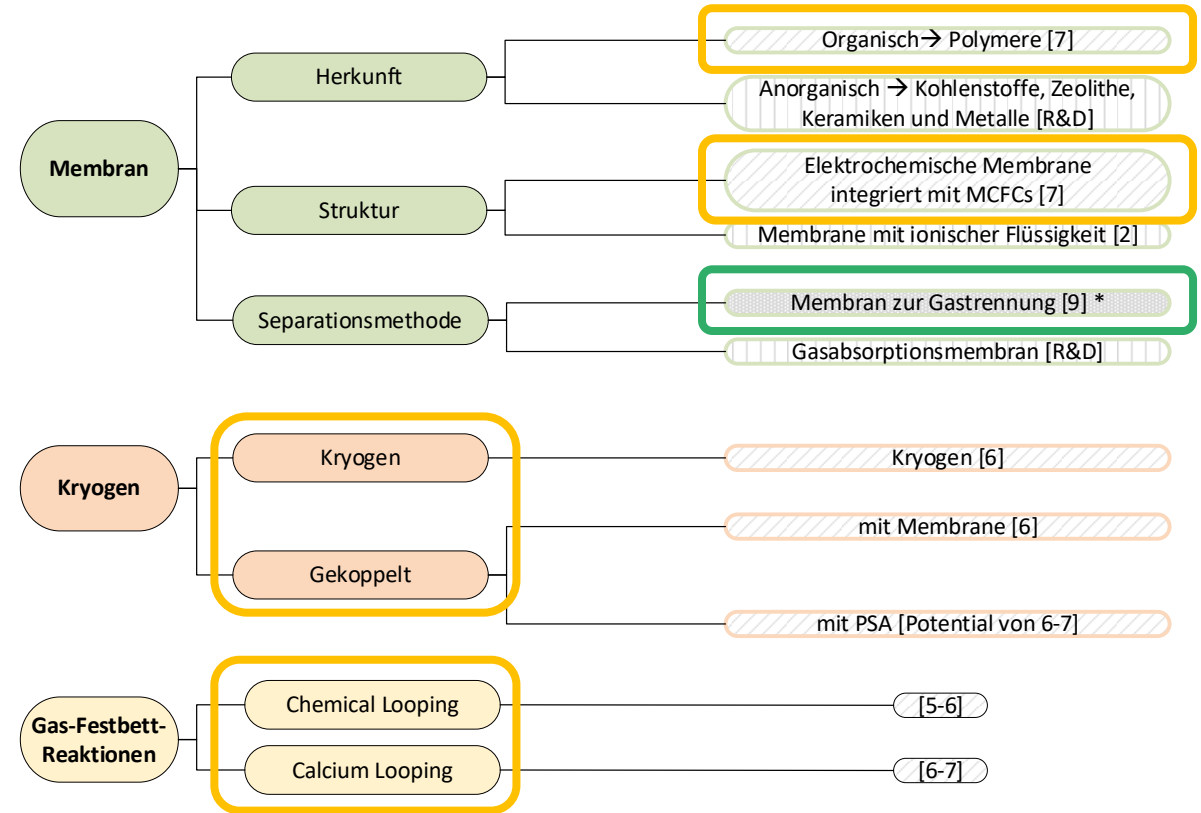 Organisch→ Polymere [7]
Herkunft
Anorganisch → Kohlenstoffe, Zeolithe,
Keramiken und Metalle [R&D]
Membran
Elektrochemische Membrane
integriert mit MCFCs [7]
Struktur
Membrane mit ionischer Flüssigkeit [2]
Membran zur Gastrennung [9] *
Separationsmethode
Gasabsorptionsmembran [R&D]
Kryogen
Kryogen [6]
Kryogen
mit Membrane [6]
Gekoppelt
mit PSA [Potential von 6-7]
Chemical Looping
[5-6]
Gas-Festbett-
Reaktionen
Calcium Looping
[6-7]